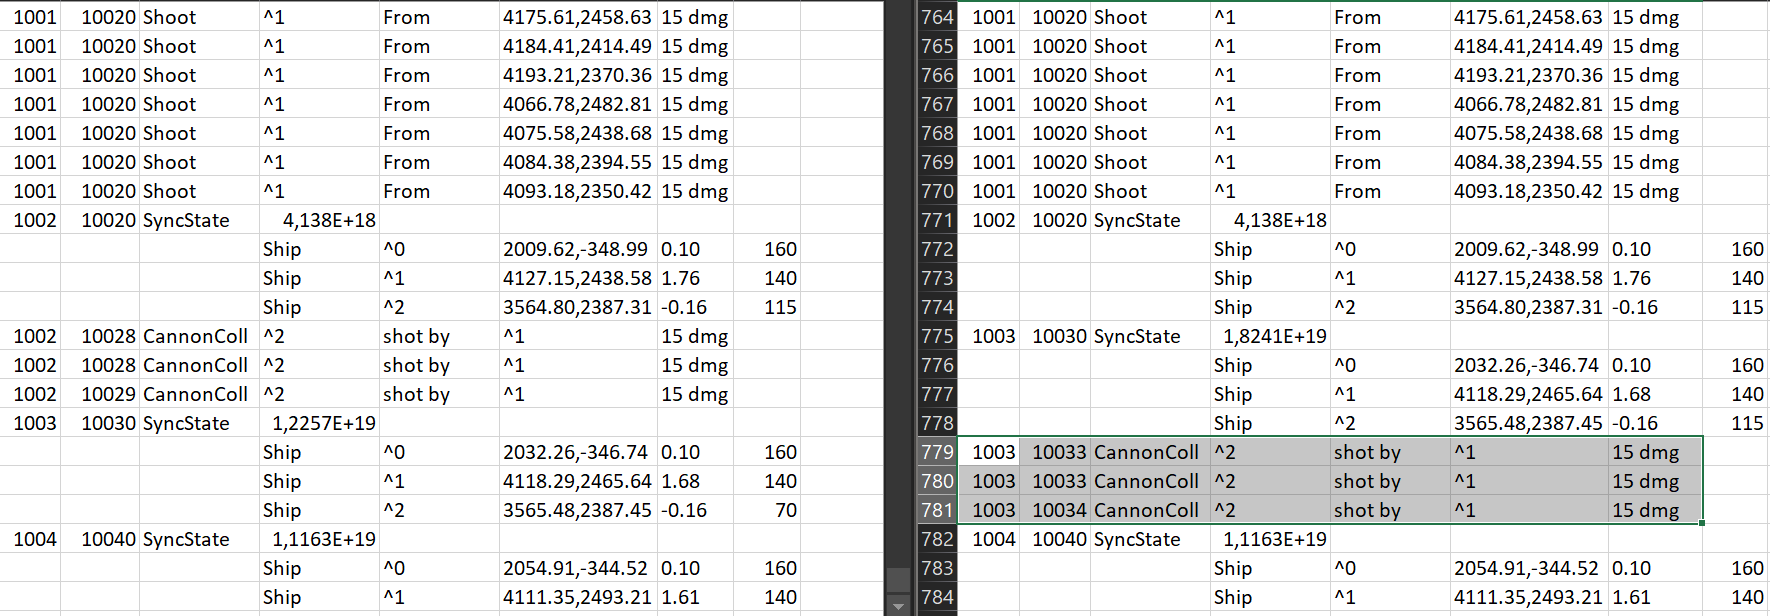 1001 10020 Shoot ^1 From 4175.61,2458.63 15 dmg
1001 10020 Shoot ^1 From 4184.41,2414.49 15 dmg
1001 10020 Shoot ^1 From 4193.21,2370.36 15 dmg
1001 10020 Shoot ^1 From 4066.78,2482.81 15 dmg
1001 10020 Shoot ^1 From 4075.58,2438.68 15 dmg
1001 10020 Shoot ^1 From 4084.38,2394.55 15 dmg
1001 10020 Shoot ^1 From 4093.18,2350.42 15 dmg
1002 10020 SyncState 4,138E+18
Ship ^0 2009.62,-348.99 0.10 160
Ship ^1 4127.15,2438.58 1.76 140
Ship ^2 3564.80,2387.31 -0.16 115
1002 10028 CannonColl ^2 shot by ^1 15 dmg
1002 10028 CannonColl ^2 shot by ^1 15 dmg
1002 10029 CannonColl ^2 shot by ^1 15 dmg
1003 10030 SyncState 1,2257E+19
Ship ^0 2032.26,-346.74 0.10 160
Ship ^1 4118.29,2465.64 1.68 140
Ship ^2 3565.48,2387.45 -0.16 70
1004 10040 SyncState 1,1163E+19
Ship ^0 2054.91,-344.52 0.10 160
Ship ^1 4111.35,2493.21 1.61 140
764 1001 10020 Shoot ^1 From 4175.61,2458.63 15 dmg
765 1001 10020 Shoot ^1 From 4184.41,2414.49 15 dmg
766 1001 10020 Shoot ^1 From 4193.21,2370.36 15 dmg
767 1001 10020 Shoot ^1 From 4066.78,2482.81 15 dmg
768 1001 10020 Shoot ^1 From 4075.58,2438.68 15 dmg
769 1001 10020 Shoot ^1 From 4084.38,2394.55 15 dmg
770 1001 10020 Shoot ^1 From 4093.18,2350.42 15 dmg
771 1002 10020 SyncState 4,138E+18
772 Ship ^0 2009.62,-348.99 0.10 160
773 Ship ^1 4127.15,2438.58 1.76 140
774 Ship ^2 3564.80,2387.31 -0.16 115
775 1003 10030 SyncState 1,8241E+19
776 Ship ^0 2032.26,-346.74 0.10 160
777 Ship ^1 4118.29,2465.64 1.68 140
778 Ship ^2 3565.48,2387.45 -0.16 115
779 1003 10033 CannonColl ^2 shot by ^1 15 dmg
780 1003 10033 CannonColl ^2 shot by ^1 15 dmg
781 1003 10034 CannonColl ^2 shot by ^1 15 dmg
782 1004 10040 SyncState 1,1163E+19
783 Ship ^0 2054.91,-344.52 0.10 160
784 Ship ^1 4111.35,2493.21 1.61 140